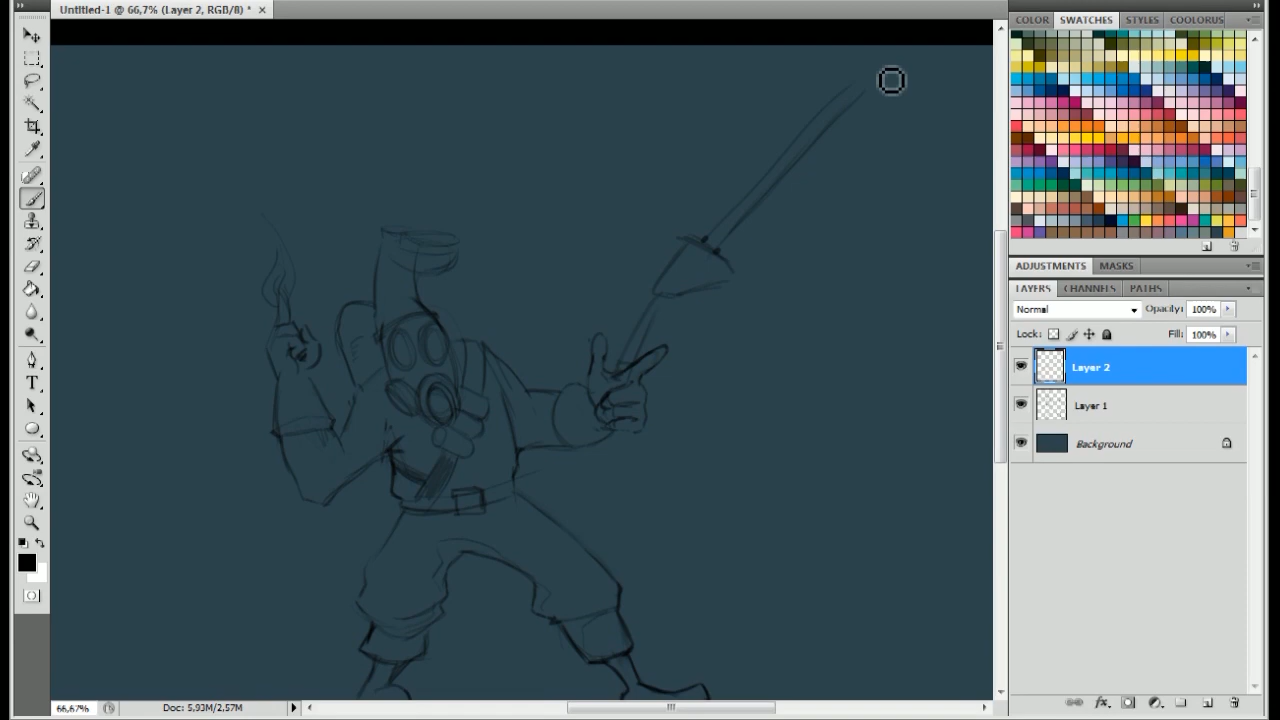 Untitled-1 @ 66,7% (Layer 2, RGB/8) * ×
COLOR SWATCHES STYLES COOLORUS
ADJUSTMENTS MASKS
LAYERS CHANNELS PATHS
Normal Opacity: 100%
Lock: Fill: 100%
Layer 2
Layer 1
Background
T
fx
66,67% Doc: 5,93M/2,57M